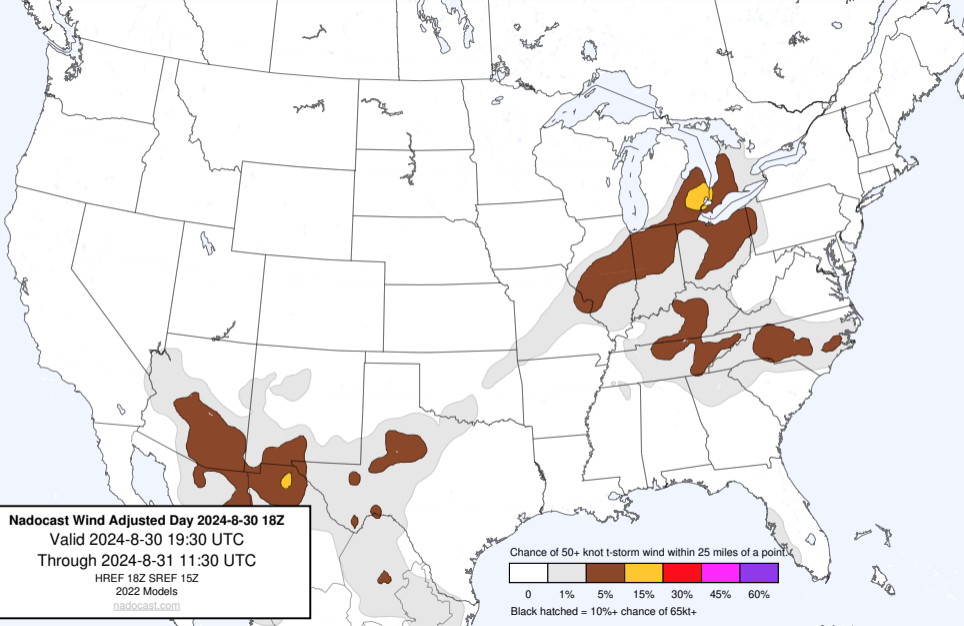 Nadocast Wind Adjusted Day 2024-8-30 18Z
Valid 2024-8-30 19:30 UTC
Through 2024-8-31 11:30 UTC
HREF 18Z SREF 15Z
2022 Models
nadocast.com
Chance of 50+ knot t-storm wind within 25 miles of a point.
0 1% 5% 15% 30% 45% 60%
Black hatched = 10%+ chance of 65kt+